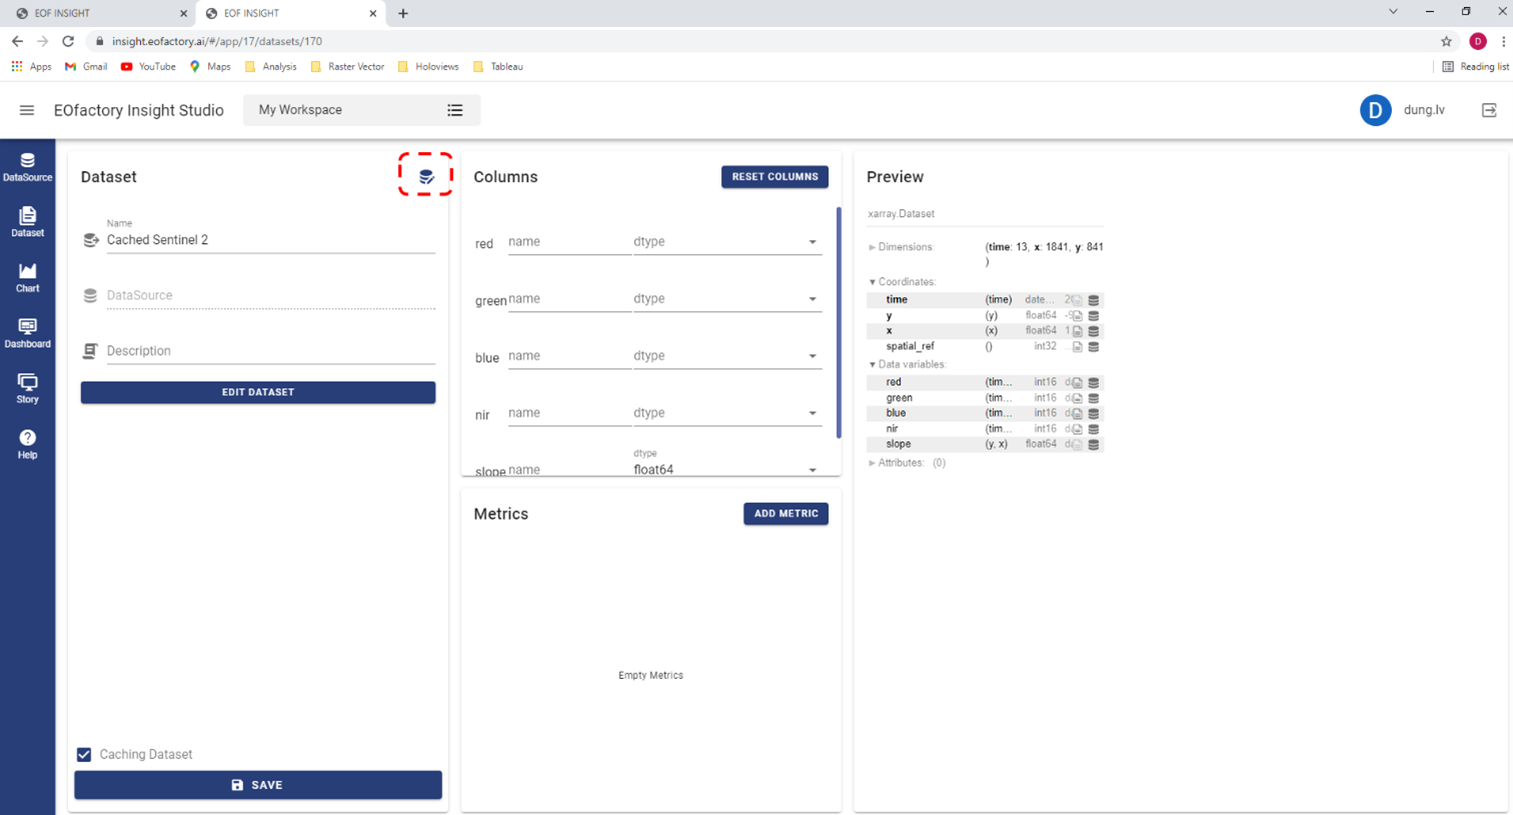 EOF INSIGHT
EOF INSIGHT
insight.eofactory.ai/#/app/17/datasets/170
D
Apps Gmail YouTube Maps Analysis Raster Vector Holoviews Tableau Reading list
EOfactory Insight Studio My Workspace D dung.lv
DataSource
Dataset
Chart
Dashboard
Story
Help
Dataset
Name
Cached Sentinel 2
DataSource
Description
EDIT DATASET
Caching Dataset
SAVE
Columns RESET COLUMNS
red name dtype
green name dtype
blue name dtype
nir name dtype
dtype
slope name float64
Metrics ADD METRIC
Empty Metrics
Preview
xarray.Dataset
Dimensions: (time: 13, x: 1841, y: 841
)
Coordinates:
time (time) date...
y (y) float64
x (x) float64
spatial_ref () int32
Data variables:
red (tim... int16
green (tim... int16
blue (tim... int16
nir (tim... int16
slope (y, x) float64
Attributes: (0)